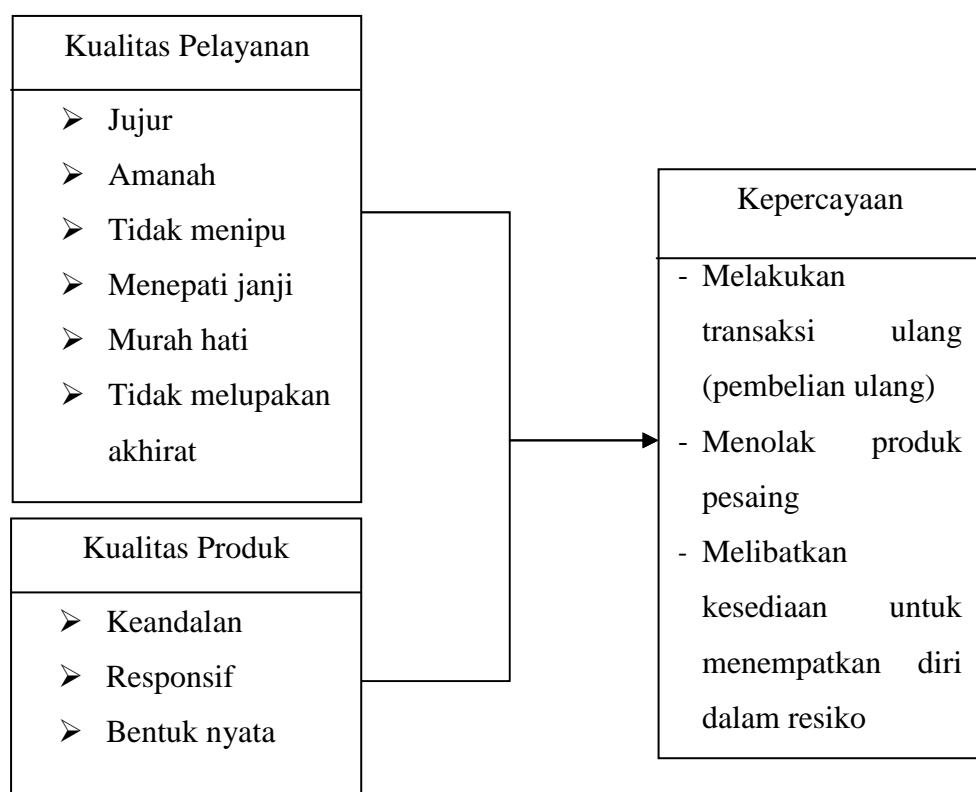 Kualitas Pelayanan
➢ Jujur
➢ Amanah
➢ Tidak menipu
➢ Menepati janji
➢ Murah hati
➢ Tidak melupakan
akhirat
Kualitas Produk
➢ Keandalan
➢ Responsif
➢ Bentuk nyata
Kepercayaan
- Melakukan
transaksi ulang
(pembelian ulang)
- Menolak produk
pesaing
- Melibatkan
kesediaan untuk
menempatkan diri
dalam resiko